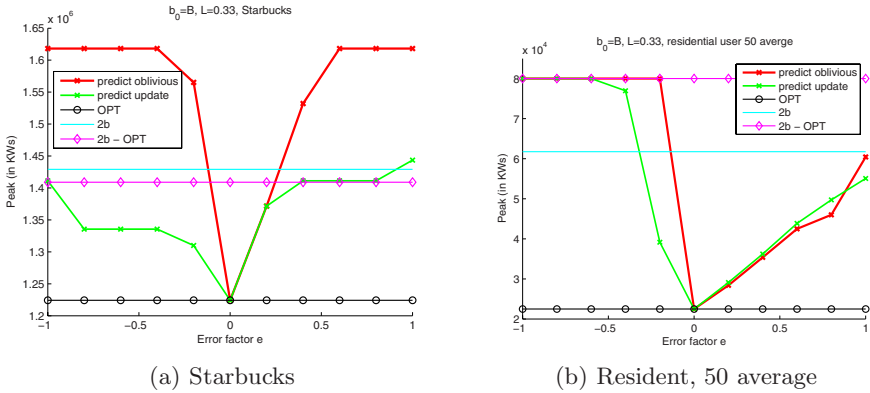 b_0=B, L=0.33, Starbucks
x 10^6
1.65
1.6
1.55
1.5
1.45
1.4
1.35
1.3
1.25
1.2
Peak (in KWs)
predict oblivious
predict update
OPT
2b
2b − OPT
−1
−0.5
0
0.5
1
Error factor e
(a) Starbucks
b_0=B, L=0.33, residential user 50 averge
x 10^4
8
7
6
5
4
3
2
Peak (in KWs)
predict oblivious
predict update
OPT
2b
2b − OPT
−1
−0.5
0
0.5
1
Error factor e
(b) Resident, 50 average